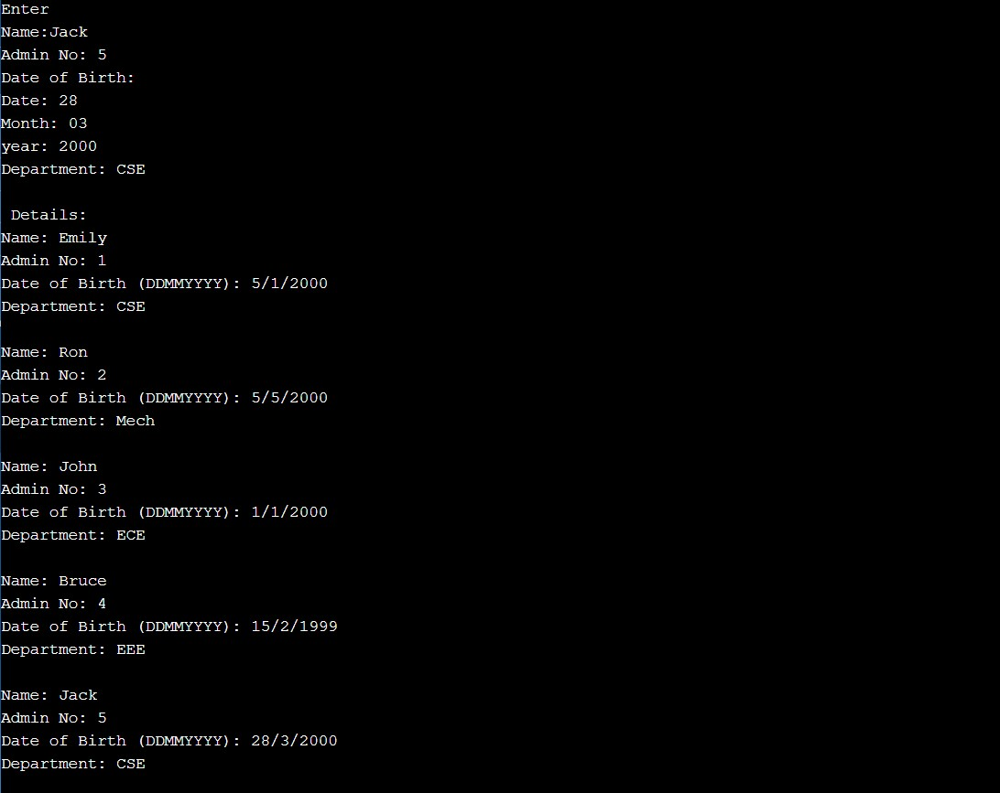 Enter
Name:Jack
Admin No: 5
Date of Birth:
Date: 28
Month: 03
year: 2000
Department: CSE
Details:
Name: Emily
Admin No: 1
Date of Birth (DDMMYYYY): 5/1/2000
Department: CSE
Name: Ron
Admin No: 2
Date of Birth (DDMMYYYY): 5/5/2000
Department: Mech
Name: John
Admin No: 3
Date of Birth (DDMMYYYY): 1/1/2000
Department: ECE
Name: Bruce
Admin No: 4
Date of Birth (DDMMYYYY): 15/2/1999
Department: EEE
Name: Jack
Admin No: 5
Date of Birth (DDMMYYYY): 28/3/2000
Department: CSE